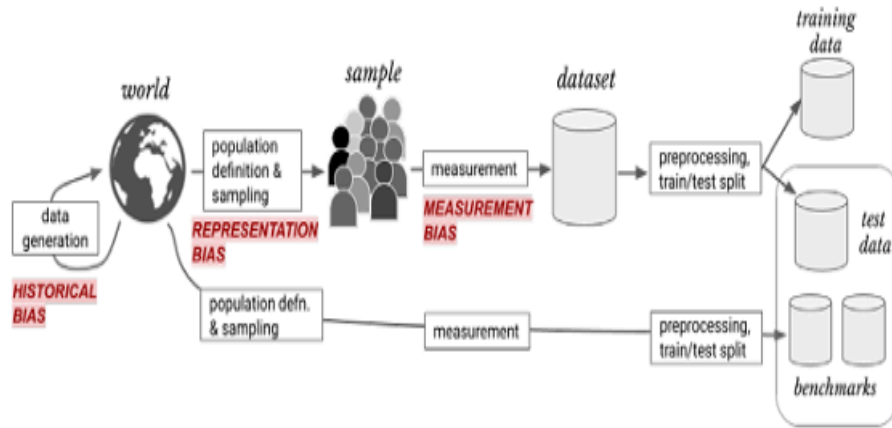 training
data
world
sample
dataset
population
definition &
sampling
measurement
preprocessing,
train/test split
data
generation
REPRESENTATION
BIAS
MEASUREMENT
BIAS
test
data
HISTORICAL
BIAS
population defn.
& sampling
measurement
preprocessing,
train/test split
benchmarks